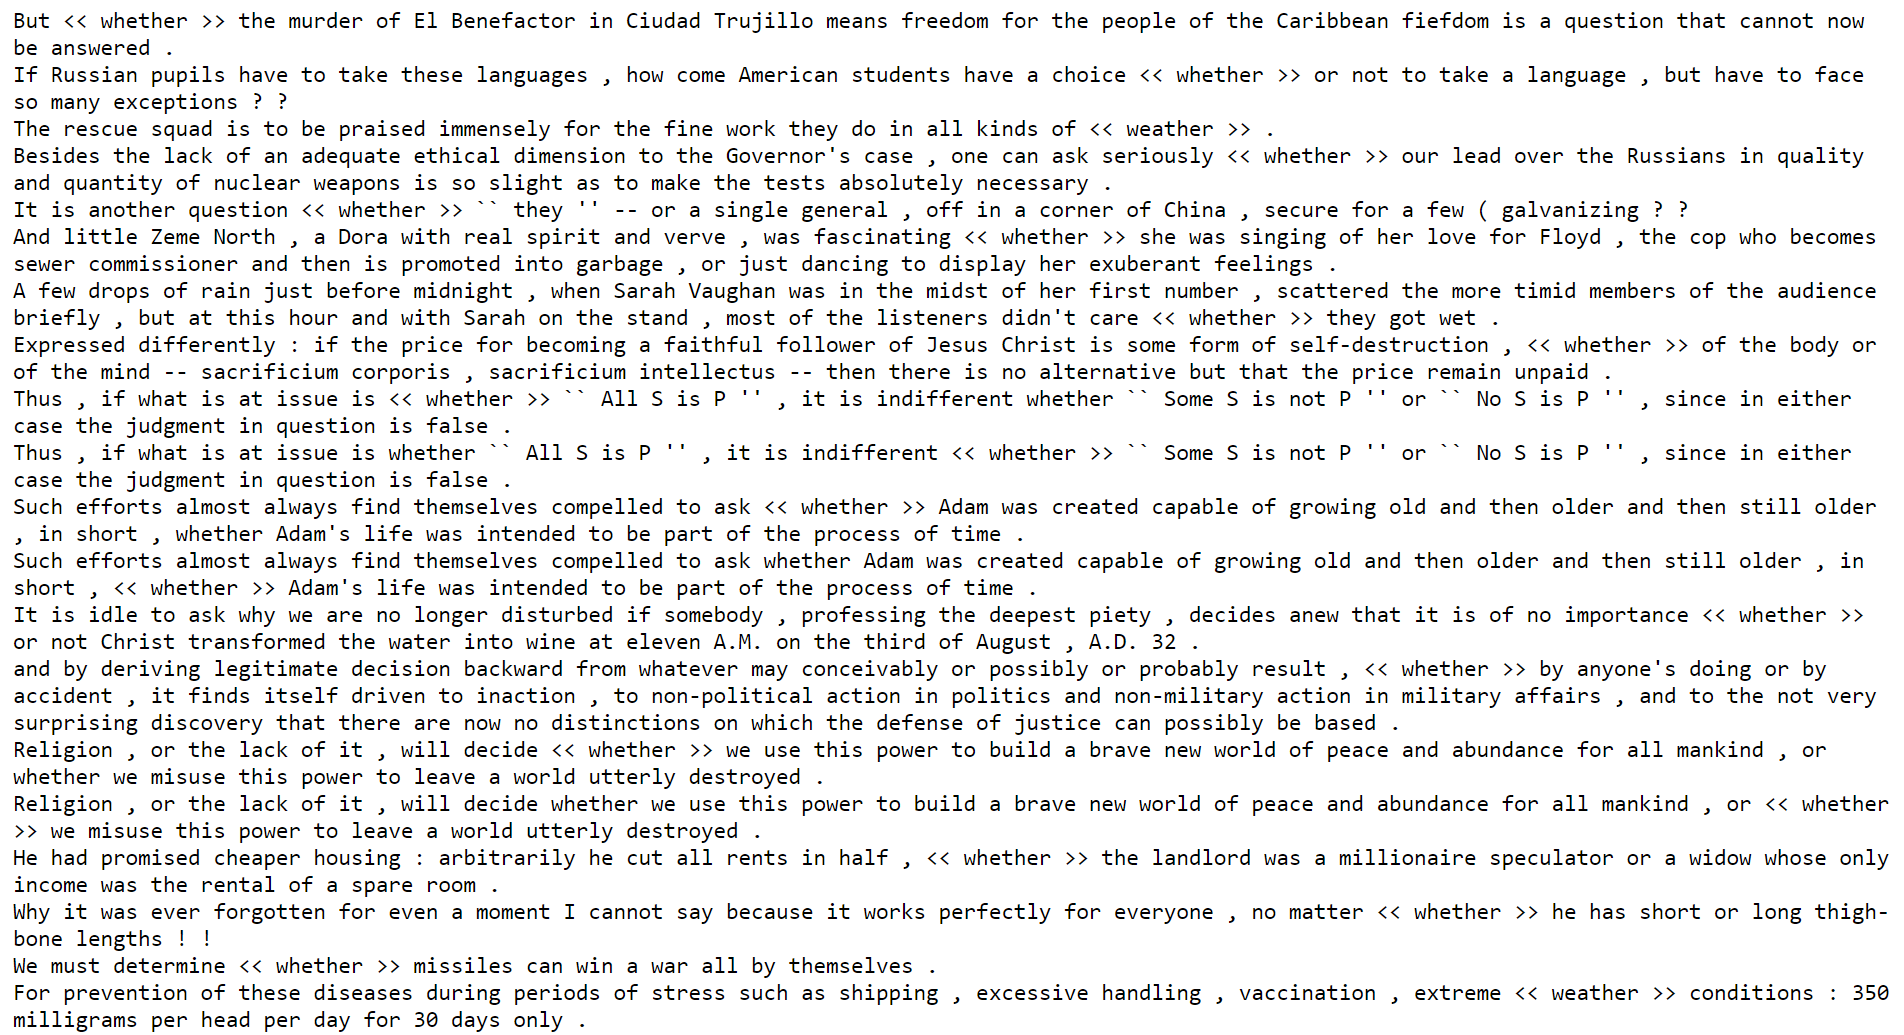 But << whether >> the murder of El Benefactor in Ciudad Trujillo means freedom for the people of the Caribbean fiefdom is a question that cannot now
be answered .
If Russian pupils have to take these languages , how come American students have a choice << whether >> or not to take a language , but have to face
so many exceptions ? ?
The rescue squad is to be praised immensely for the fine work they do in all kinds of << weather >> .
Besides the lack of an adequate ethical dimension to the Governor's case , one can ask seriously << whether >> our lead over the Russians in quality
and quantity of nuclear weapons is so slight as to make the tests absolutely necessary .
It is another question << whether >> `` they '' -- or a single general , off in a corner of China , secure for a few ( galvanizing ? ?
And little Zeme North , a Dora with real spirit and verve , was fascinating << whether >> she was singing of her love for Floyd , the cop who becomes
sewer commissioner and then is promoted into garbage , or just dancing to display her exuberant feelings .
A few drops of rain just before midnight , when Sarah Vaughan was in the midst of her first number , scattered the more timid members of the audience
briefly , but at this hour and with Sarah on the stand , most of the listeners didn't care << whether >> they got wet .
Expressed differently : if the price for becoming a faithful follower of Jesus Christ is some form of self-destruction , << whether >> of the body or
of the mind -- sacrificium corporis , sacrificium intellectus -- then there is no alternative but that the price remain unpaid .
Thus , if what is at issue is << whether >> `` All S is P '' , it is indifferent whether `` Some S is not P '' or `` No S is P '' , since in either
case the judgment in question is false .
Thus , if what is at issue is whether `` All S is P '' , it is indifferent << whether >> `` Some S is not P '' or `` No S is P '' , since in either
case the judgment in question is false .
Such efforts almost always find themselves compelled to ask << whether >> Adam was created capable of growing old and then older and then still older
, in short , whether Adam's life was intended to be part of the process of time .
Such efforts almost always find themselves compelled to ask whether Adam was created capable of growing old and then older and then still older , in
short , << whether >> Adam's life was intended to be part of the process of time .
It is idle to ask why we are no longer disturbed if somebody , professing the deepest piety , decides anew that it is of no importance << whether >>
or not Christ transformed the water into wine at eleven A.M. on the third of August , A.D. 32 .
and by deriving legitimate decision backward from whatever may conceivably or possibly or probably result , << whether >> by anyone's doing or by
accident , it finds itself driven to inaction , to non-political action in politics and non-military action in military affairs , and to the not very
surprising discovery that there are now no distinctions on which the defense of justice can possibly be based .
Religion , or the lack of it , will decide << whether >> we use this power to build a brave new world of peace and abundance for all mankind , or
whether we misuse this power to leave a world utterly destroyed .
Religion , or the lack of it , will decide whether we use this power to build a brave new world of peace and abundance for all mankind , or << whether
>> we misuse this power to leave a world utterly destroyed .
He had promised cheaper housing : arbitrarily he cut all rents in half , << whether >> the landlord was a millionaire speculator or a widow whose only
income was the rental of a spare room .
Why it was ever forgotten for even a moment I cannot say because it works perfectly for everyone , no matter << whether >> he has short or long thigh-
bone lengths ! !
We must determine << whether >> missiles can win a war all by themselves .
For prevention of these diseases during periods of stress such as shipping , excessive handling , vaccination , extreme << weather >> conditions : 350
milligrams per head per day for 30 days only .